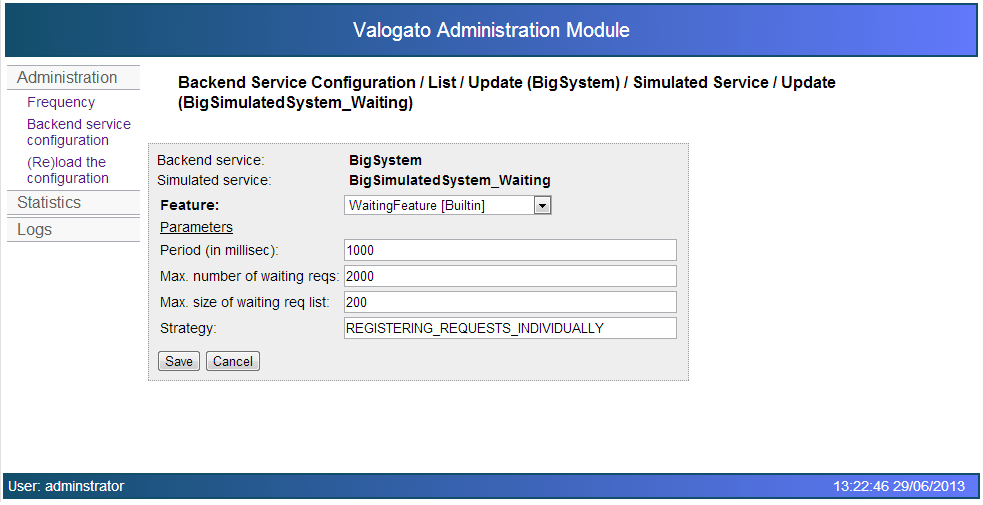 Valogato Administration Module
Administration
Frequency
Backend service
configuration
(Re)load the
configuration
Statistics
Logs
Backend Service Configuration / List / Update (BigSystem) / Simulated Service / Update
(BigSimulatedSystem_Waiting)
Backend service: BigSystem
Simulated service: BigSimulatedSystem_Waiting
Feature: WaitingFeature [Builtin]
Parameters
Period (in millisec): 1000
Max. number of waiting reqs: 2000
Max. size of waiting req list: 200
Strategy: REGISTERING_REQUESTS_INDIVIDUALLY
Save Cancel
User: adminstrator 13:22:46 29/06/2013